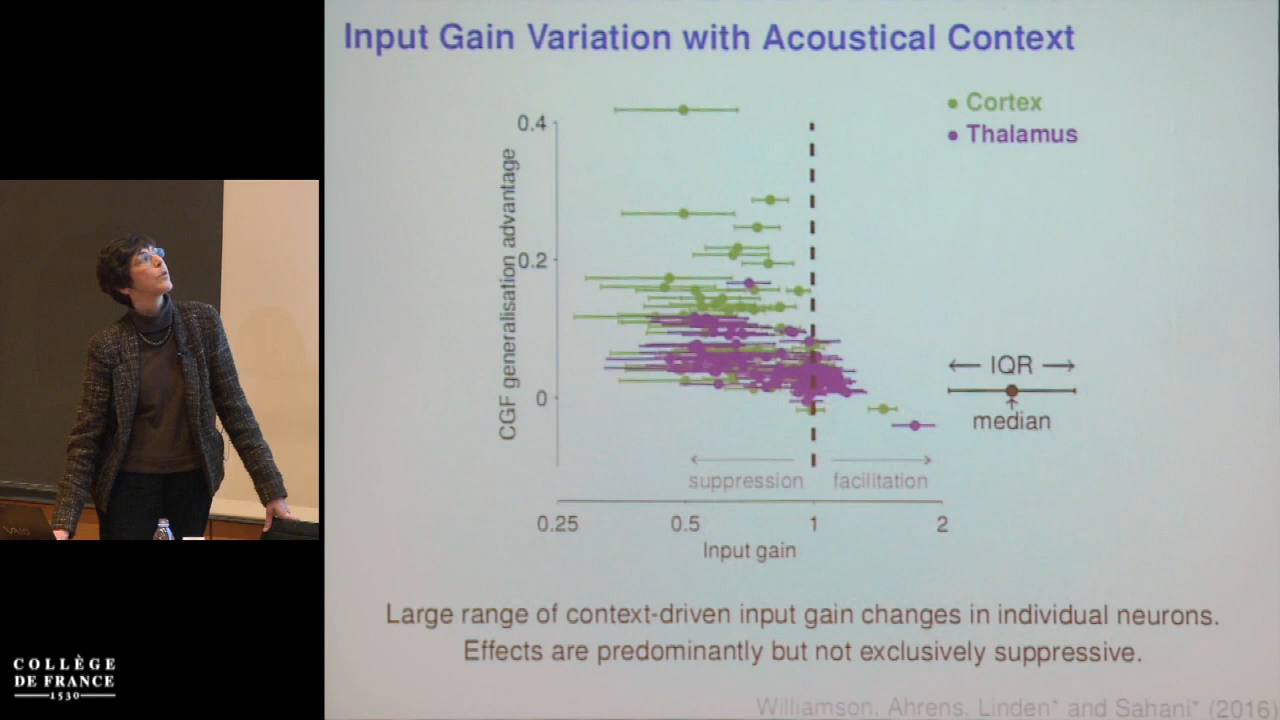 Input Gain Variation with Acoustical Context
Cortex
Thalamus
0.4
0.2
0
CGF generalisation advantage
IQR
median
suppression
facilitation
0.25
0.5
1
2
Input gain
Large range of context-driven input gain changes in individual neurons.
Effects are predominantly but not exclusively suppressive.
Williamson, Ahrens, Linden* and Sahani* (2016)
VAIO
COLLÈGE
DE FRANCE
1530